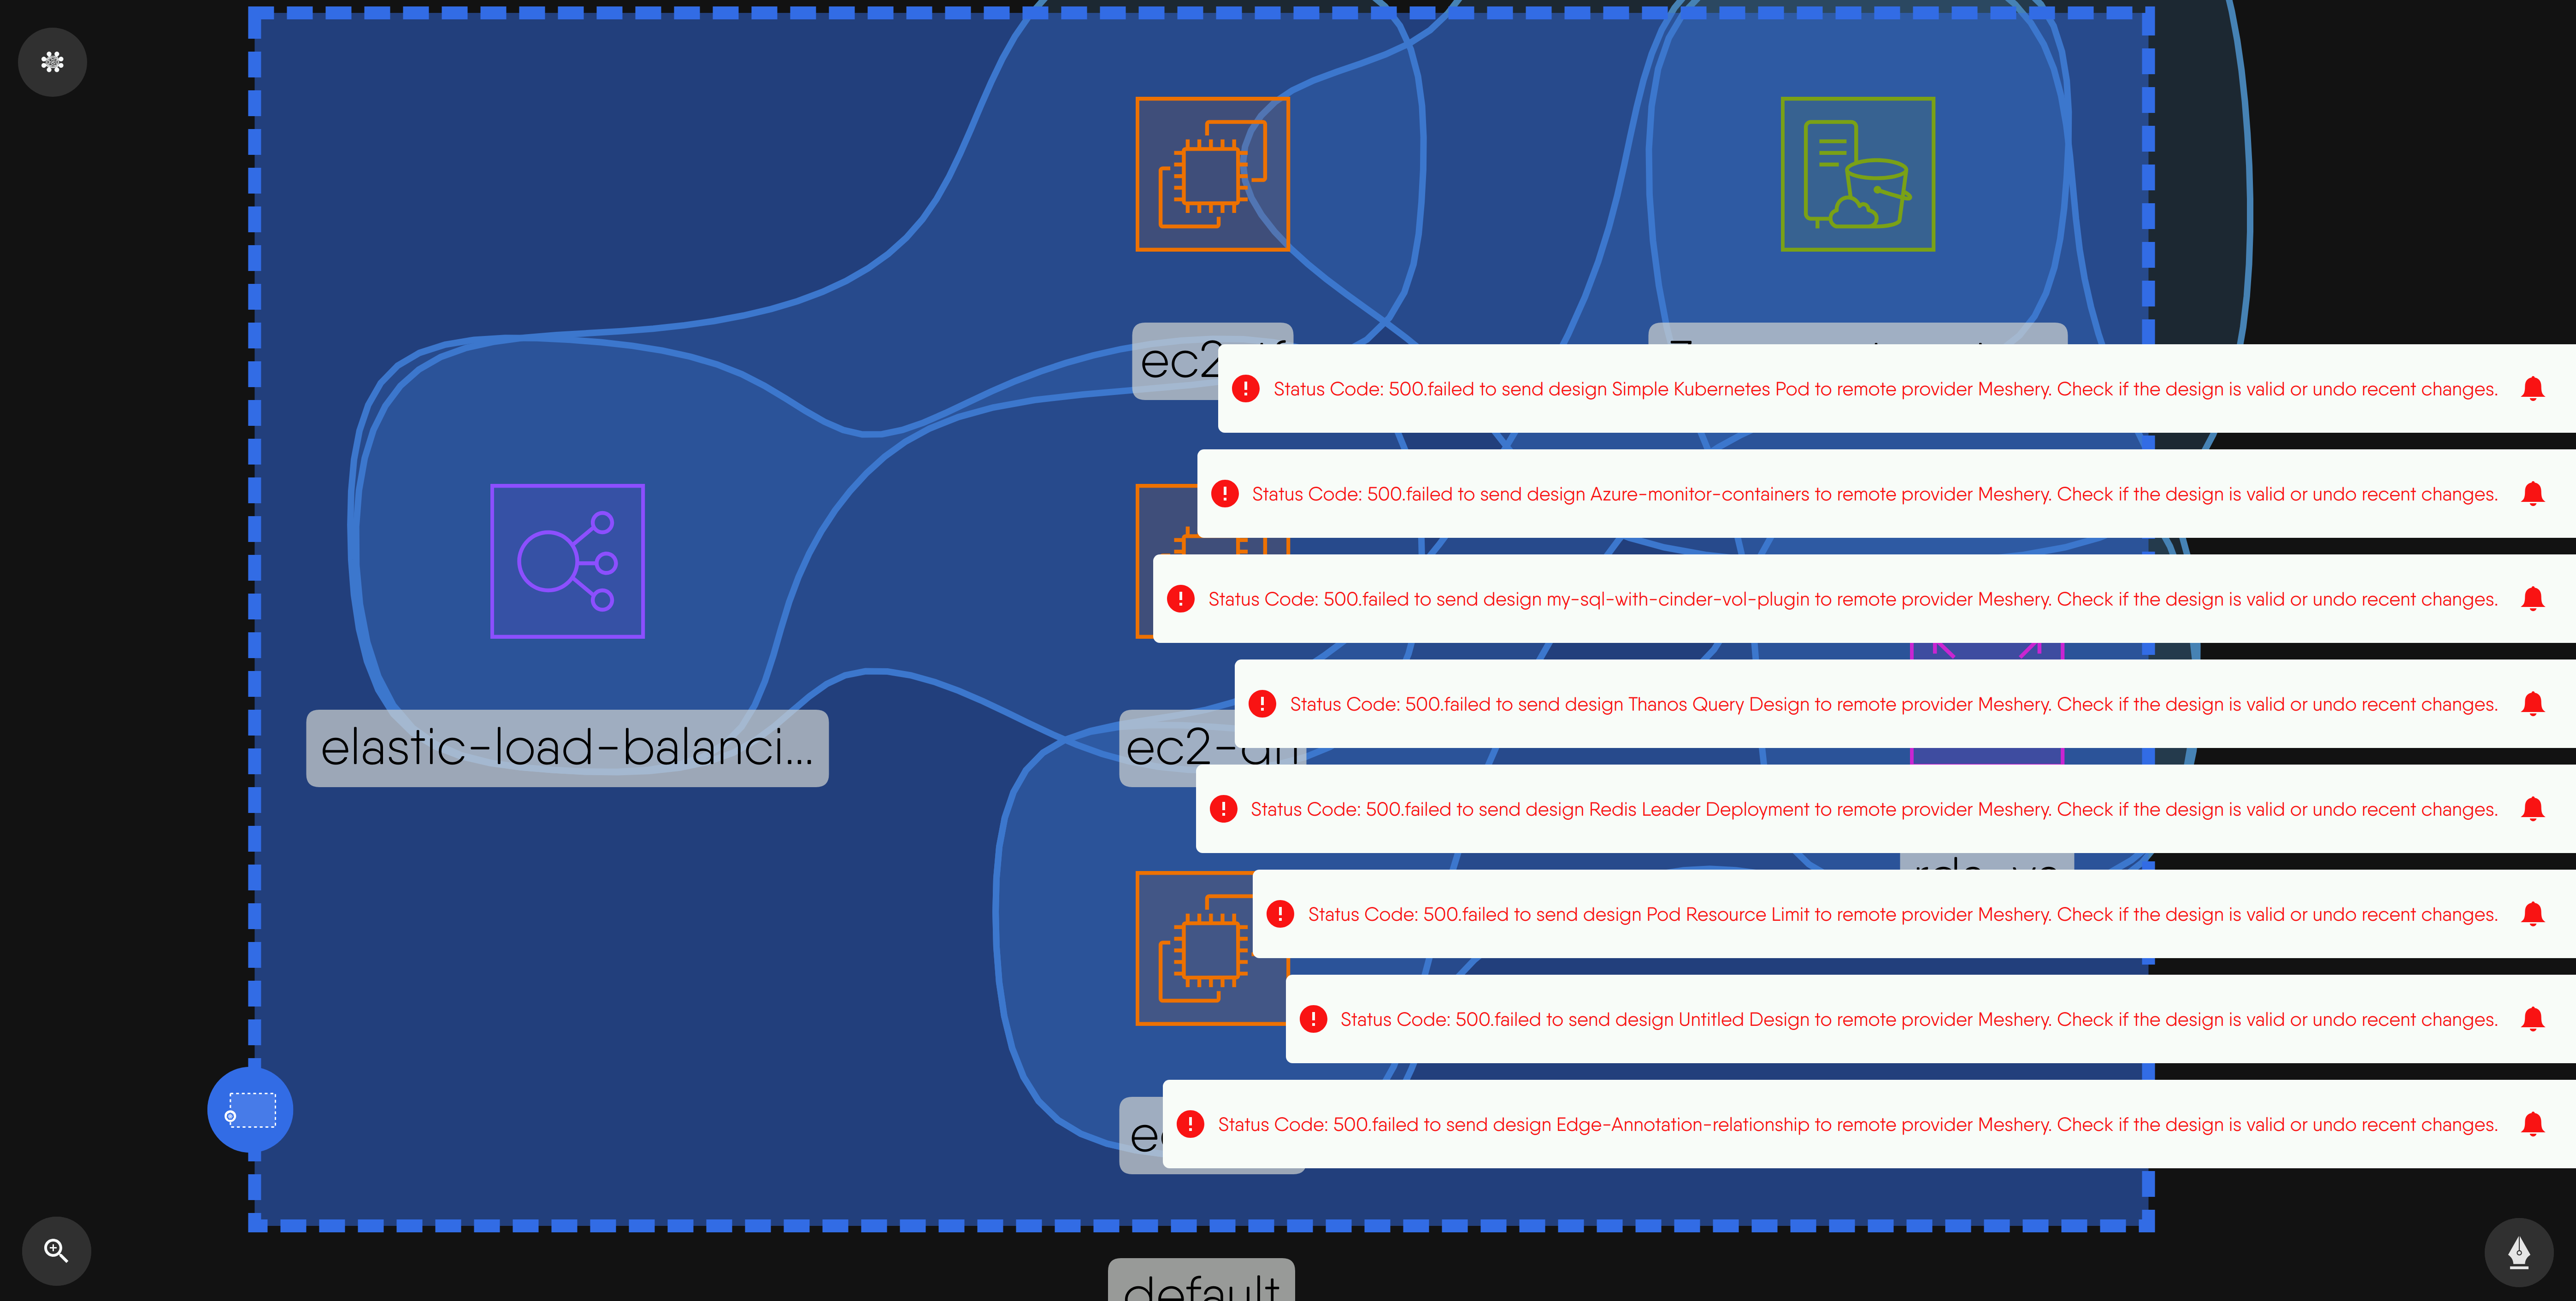 Status Code: 500.failed to send design Simple Kubernetes Pod to remote provider Meshery. Check if the design is valid or undo recent changes.
Status Code: 500.failed to send design Azure-monitor-containers to remote provider Meshery. Check if the design is valid or undo recent changes.
Status Code: 500.failed to send design my-sql-with-cinder-vol-plugin to remote provider Meshery. Check if the design is valid or undo recent changes.
Status Code: 500.failed to send design Thanos Query Design to remote provider Meshery. Check if the design is valid or undo recent changes.
elastic-load-balanci...
Status Code: 500.failed to send design Redis Leader Deployment to remote provider Meshery. Check if the design is valid or undo recent changes.
Status Code: 500.failed to send design Pod Resource Limit to remote provider Meshery. Check if the design is valid or undo recent changes.
Status Code: 500.failed to send design Untitled Design to remote provider Meshery. Check if the design is valid or undo recent changes.
Status Code: 500.failed to send design Edge-Annotation-relationship to remote provider Meshery. Check if the design is valid or undo recent changes.
default